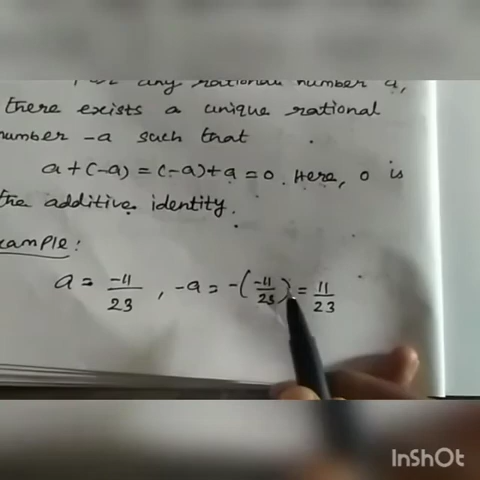 any rational number a,
there exists a unique rational
number -a such that
a + (-a) = (-a) + a = 0. Here, 0 is
the additive identity.
Example:
a = -11/23, -a = -(-11/23) = 11/23
InShOt